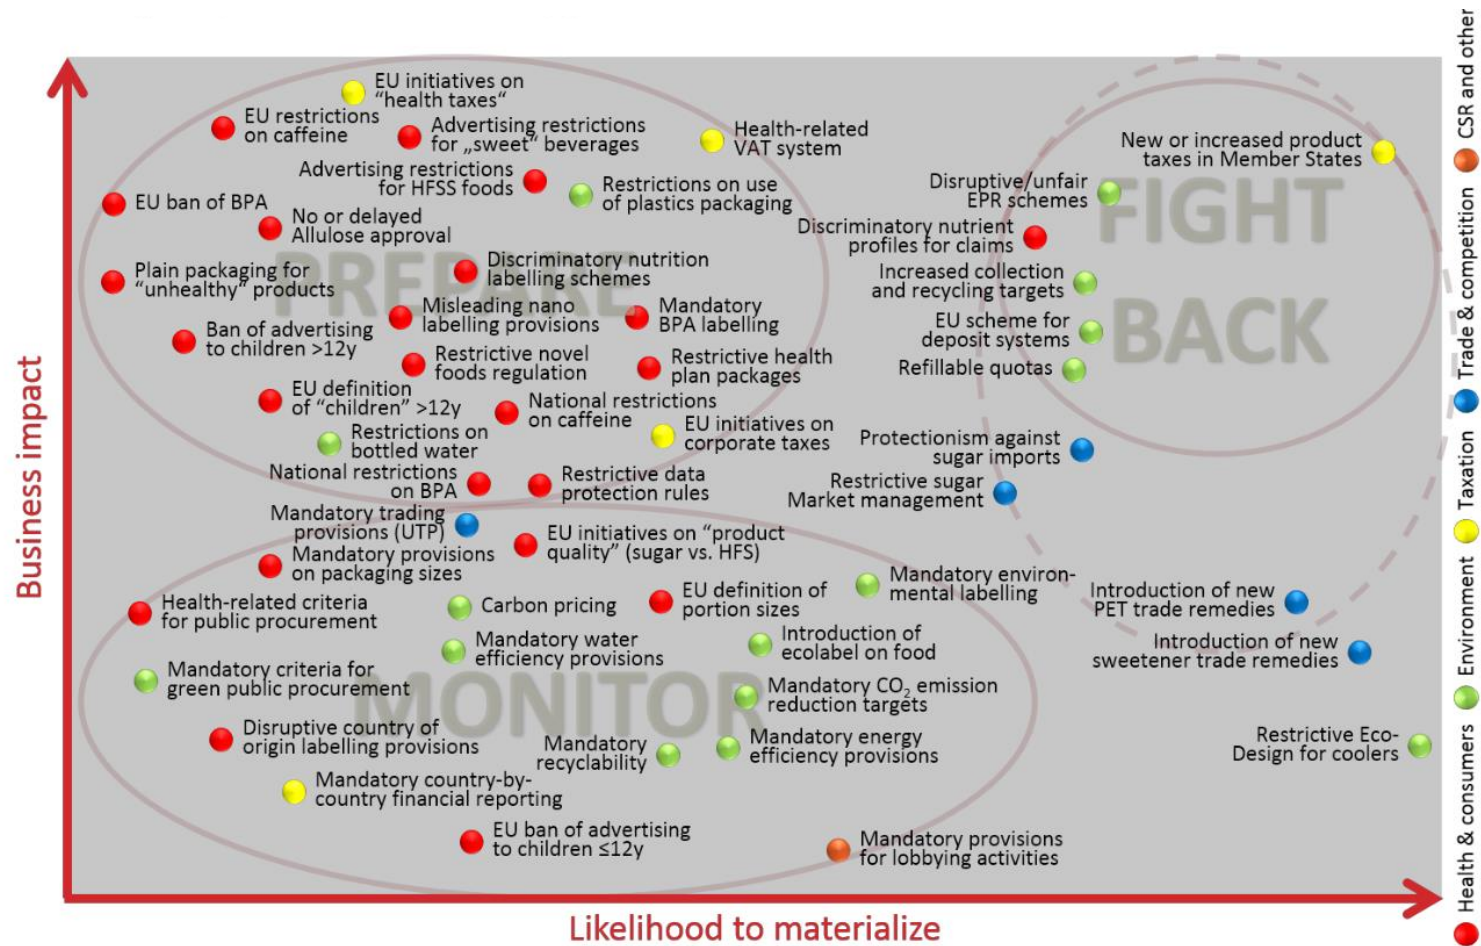 EU initiatives on
“health taxes“
EU restrictions
on caffeine
Advertising restrictions
for „sweet“ beverages
Health-related
VAT system
New or increased product
taxes in Member States
Advertising restrictions
for HFSS foods
Restrictions on use
of plastics packaging
Disruptive/unfair
EPR schemes
EU ban of BPA
No or delayed
Allulose approval
Discriminatory nutrient
profiles for claims
FIGHT
BACK
PREPARE
Plain packaging for
“unhealthy“ products
Discriminatory nutrition
labelling schemes
Increased collection
and recycling targets
Misleading nano
labelling provisions
Mandatory
BPA labelling
Ban of advertising
to children >12y
EU scheme for
deposit systems
Restrictive novel
foods regulation
Restrictive health
plan packages
Refillable quotas
EU definition
of “children” >12y
National restrictions
on caffeine
Restrictions on
bottled water
EU initiatives on
corporate taxes
Protectionism against
sugar imports
National restrictions
on BPA
Restrictive data
protection rules
Restrictive sugar
Market management
Mandatory trading
provisions (UTP)
EU initiatives on “product
quality” (sugar vs. HFS)
Mandatory provisions
on packaging sizes
Mandatory environ-
mental labelling
Health-related criteria
for public procurement
Carbon pricing
EU definition of
portion sizes
Introduction of new
PET trade remedies
Mandatory water
efficiency provisions
Introduction of
ecolabel on food
Introduction of new
sweetener trade remedies
Mandatory criteria for
green public procurement
MONITOR
Mandatory CO2 emission
reduction targets
Disruptive country of
origin labelling provisions
Mandatory
recyclability
Mandatory energy
efficiency provisions
Restrictive Eco-
Design for coolers
Mandatory country-by-
country financial reporting
EU ban of advertising
to children ≤12y
Mandatory provisions
for lobbying activities
Business impact
Likelihood to materialize
Health & consumers
Environment
Taxation
Trade & competition
CSR and other